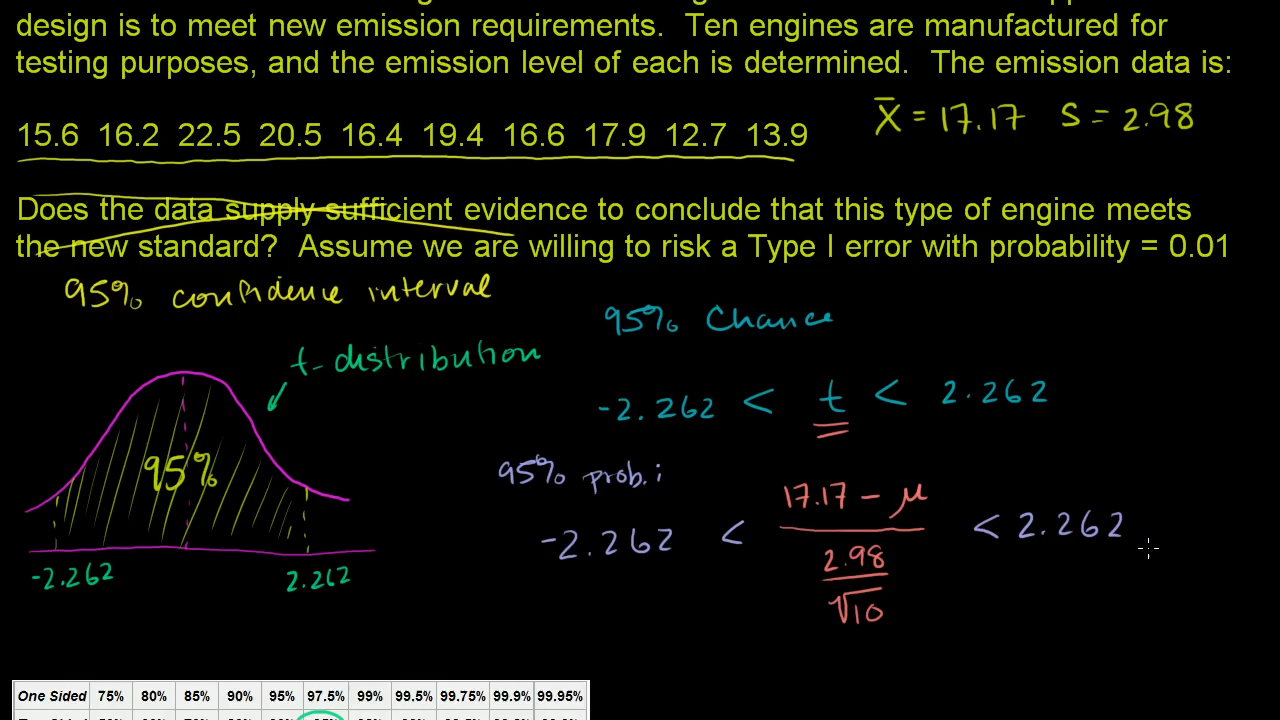 design is to meet new emission requirements. Ten engines are manufactured for
testing purposes, and the emission level of each is determined. The emission data is:
15.6 16.2 22.5 20.5 16.4 19.4 16.6 17.9 12.7 13.9
X̅ = 17.17 S = 2.98
Does the data supply sufficient evidence to conclude that this type of engine meets
the new standard? Assume we are willing to risk a Type I error with probability = 0.01
95% confidence interval
95% Chance
t-distribution
-2.262 < t < 2.262
95%
95% prob.i
-2.262 < (17.17 - μ) / (2.98 / √10) < 2.262
-2.262 2.262
One Sided 75% 80% 85% 90% 95% 97.5% 99% 99.5% 99.75% 99.9% 99.95%